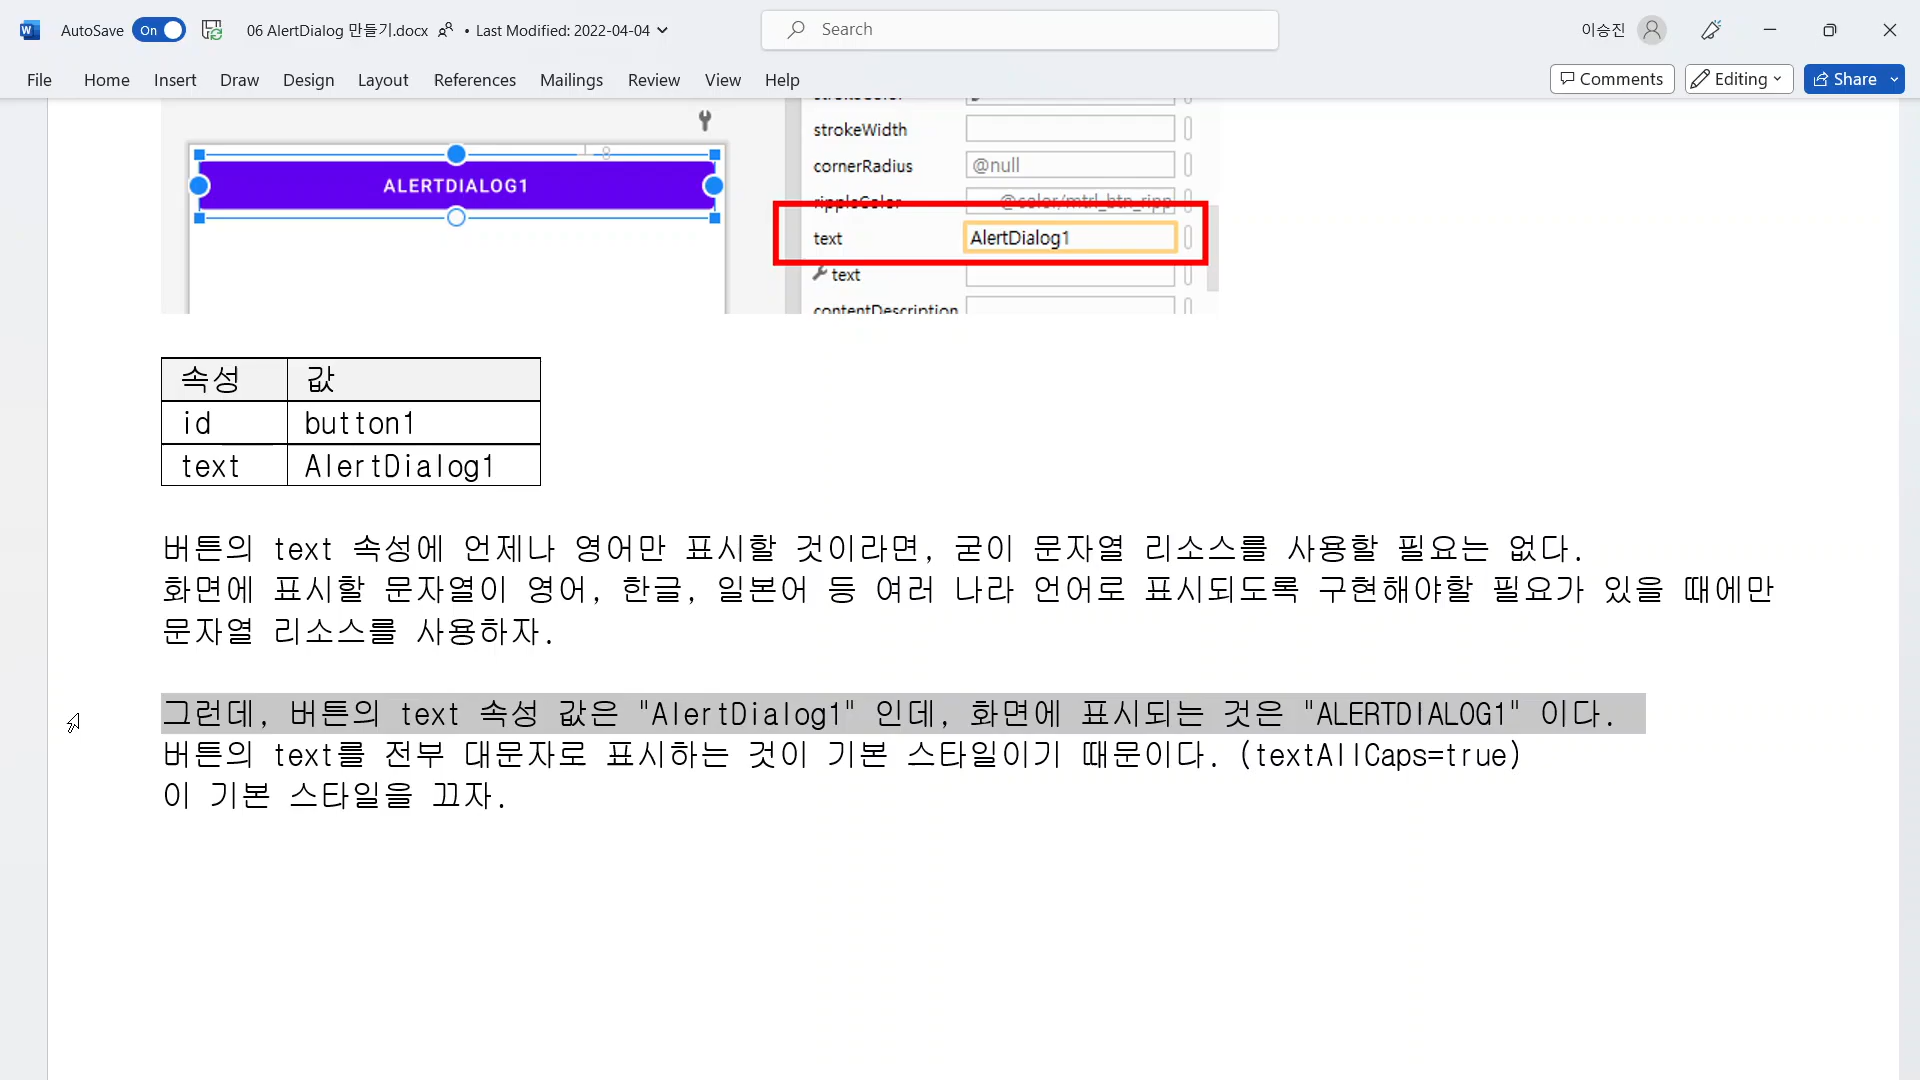 AutoSave On 06 AlertDialog 만들기.docx • Last Modified: 2022-04-04 Search 이승진
File Home Insert Draw Design Layout References Mailings Review View Help Comments Editing Share
strokeWidth
cornerRadius @null
ALERTDIALOG1
rippleColor @color/mtrl_btn_ripp
text AlertDialog1
text
contentDescription
속성 값
id button1
text AlertDialog1
버튼의 text 속성에 언제나 영어만 표시할 것이라면, 굳이 문자열 리소스를 사용할 필요는 없다.
화면에 표시할 문자열이 영어, 한글, 일본어 등 여러 나라 언어로 표시되도록 구현해야할 필요가 있을 때에만
문자열 리소스를 사용하자.
그런데, 버튼의 text 속성 값은 "AlertDialog1" 인데, 화면에 표시되는 것은 "ALERTDIALOG1" 이다.
버튼의 text를 전부 대문자로 표시하는 것이 기본 스타일이기 때문이다. (textAllCaps=true)
이 기본 스타일을 끄자.